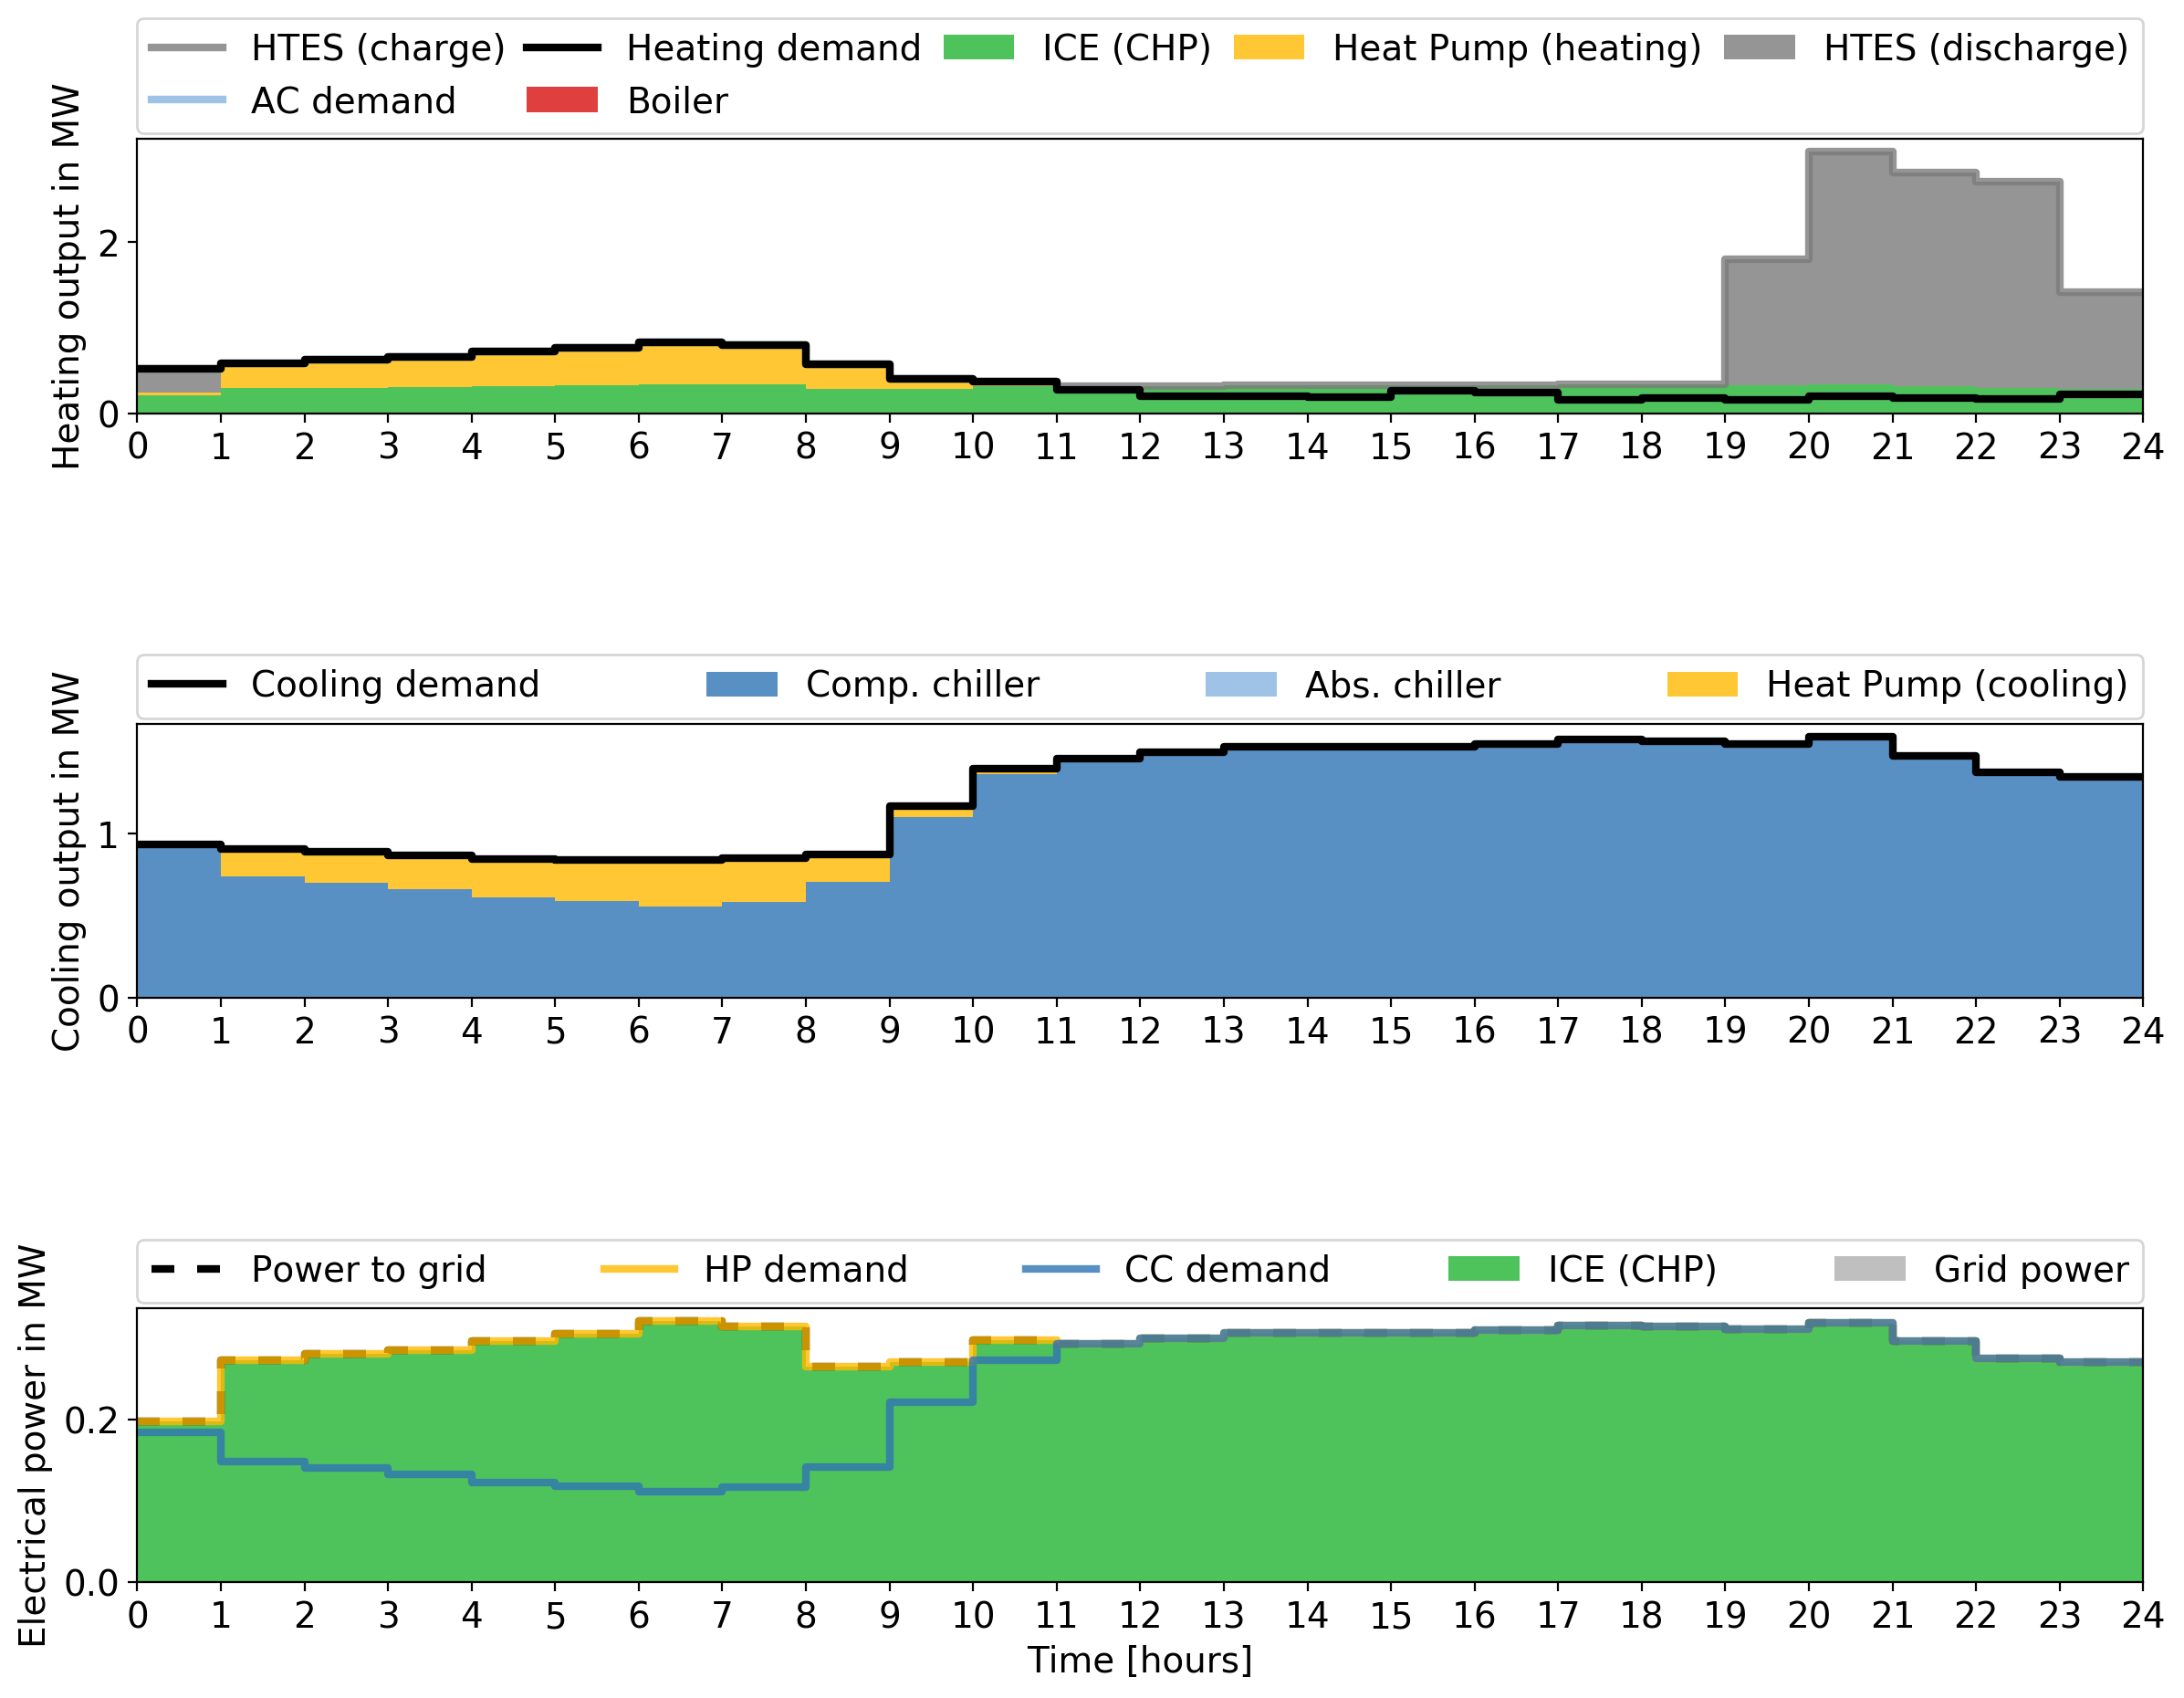 HTES (charge) Heating demand ICE (CHP) Heat Pump (heating) HTES (discharge)
AC demand Boiler
Heating output in MW
2
0
0 1 2 3 4 5 6 7 8 9 10 11 12 13 14 15 16 17 18 19 20 21 22 23 24
Cooling demand Comp. chiller Abs. chiller Heat Pump (cooling)
Cooling output in MW
1
0
0 1 2 3 4 5 6 7 8 9 10 11 12 13 14 15 16 17 18 19 20 21 22 23 24
Power to grid HP demand CC demand ICE (CHP) Grid power
Electrical power in MW
0.2
0.0
0 1 2 3 4 5 6 7 8 9 10 11 12 13 14 15 16 17 18 19 20 21 22 23 24
Time [hours]